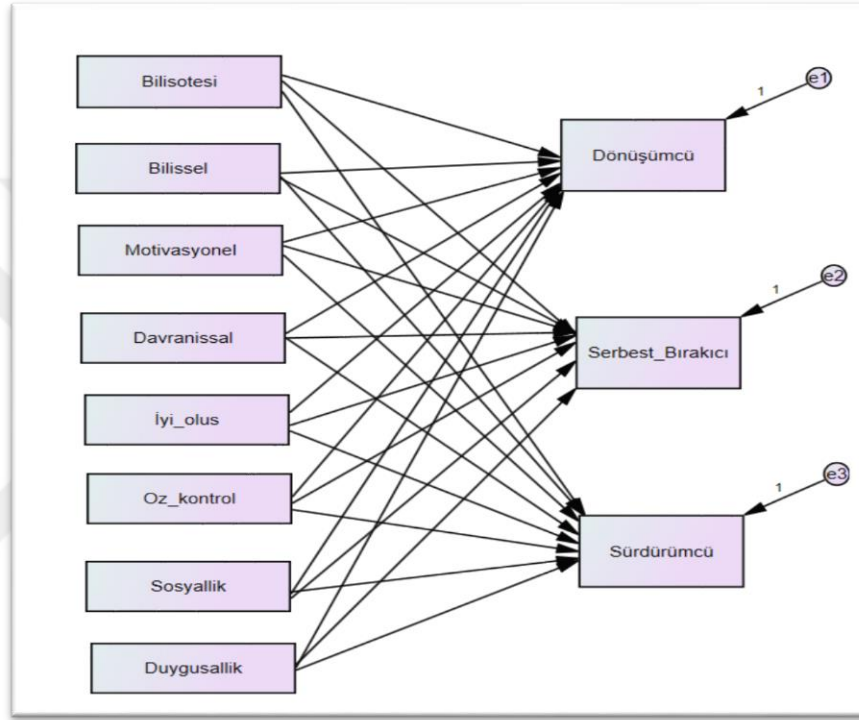 Bilisotesi
Bilissel
Motivasyonel
Davranissal
İyi_olus
Oz_kontrol
Sosyallik
Duygusallik
Dönüşümcü
Serbest_Bırakıcı
Sürdürümcü
1
e1
1
e2
1
e3